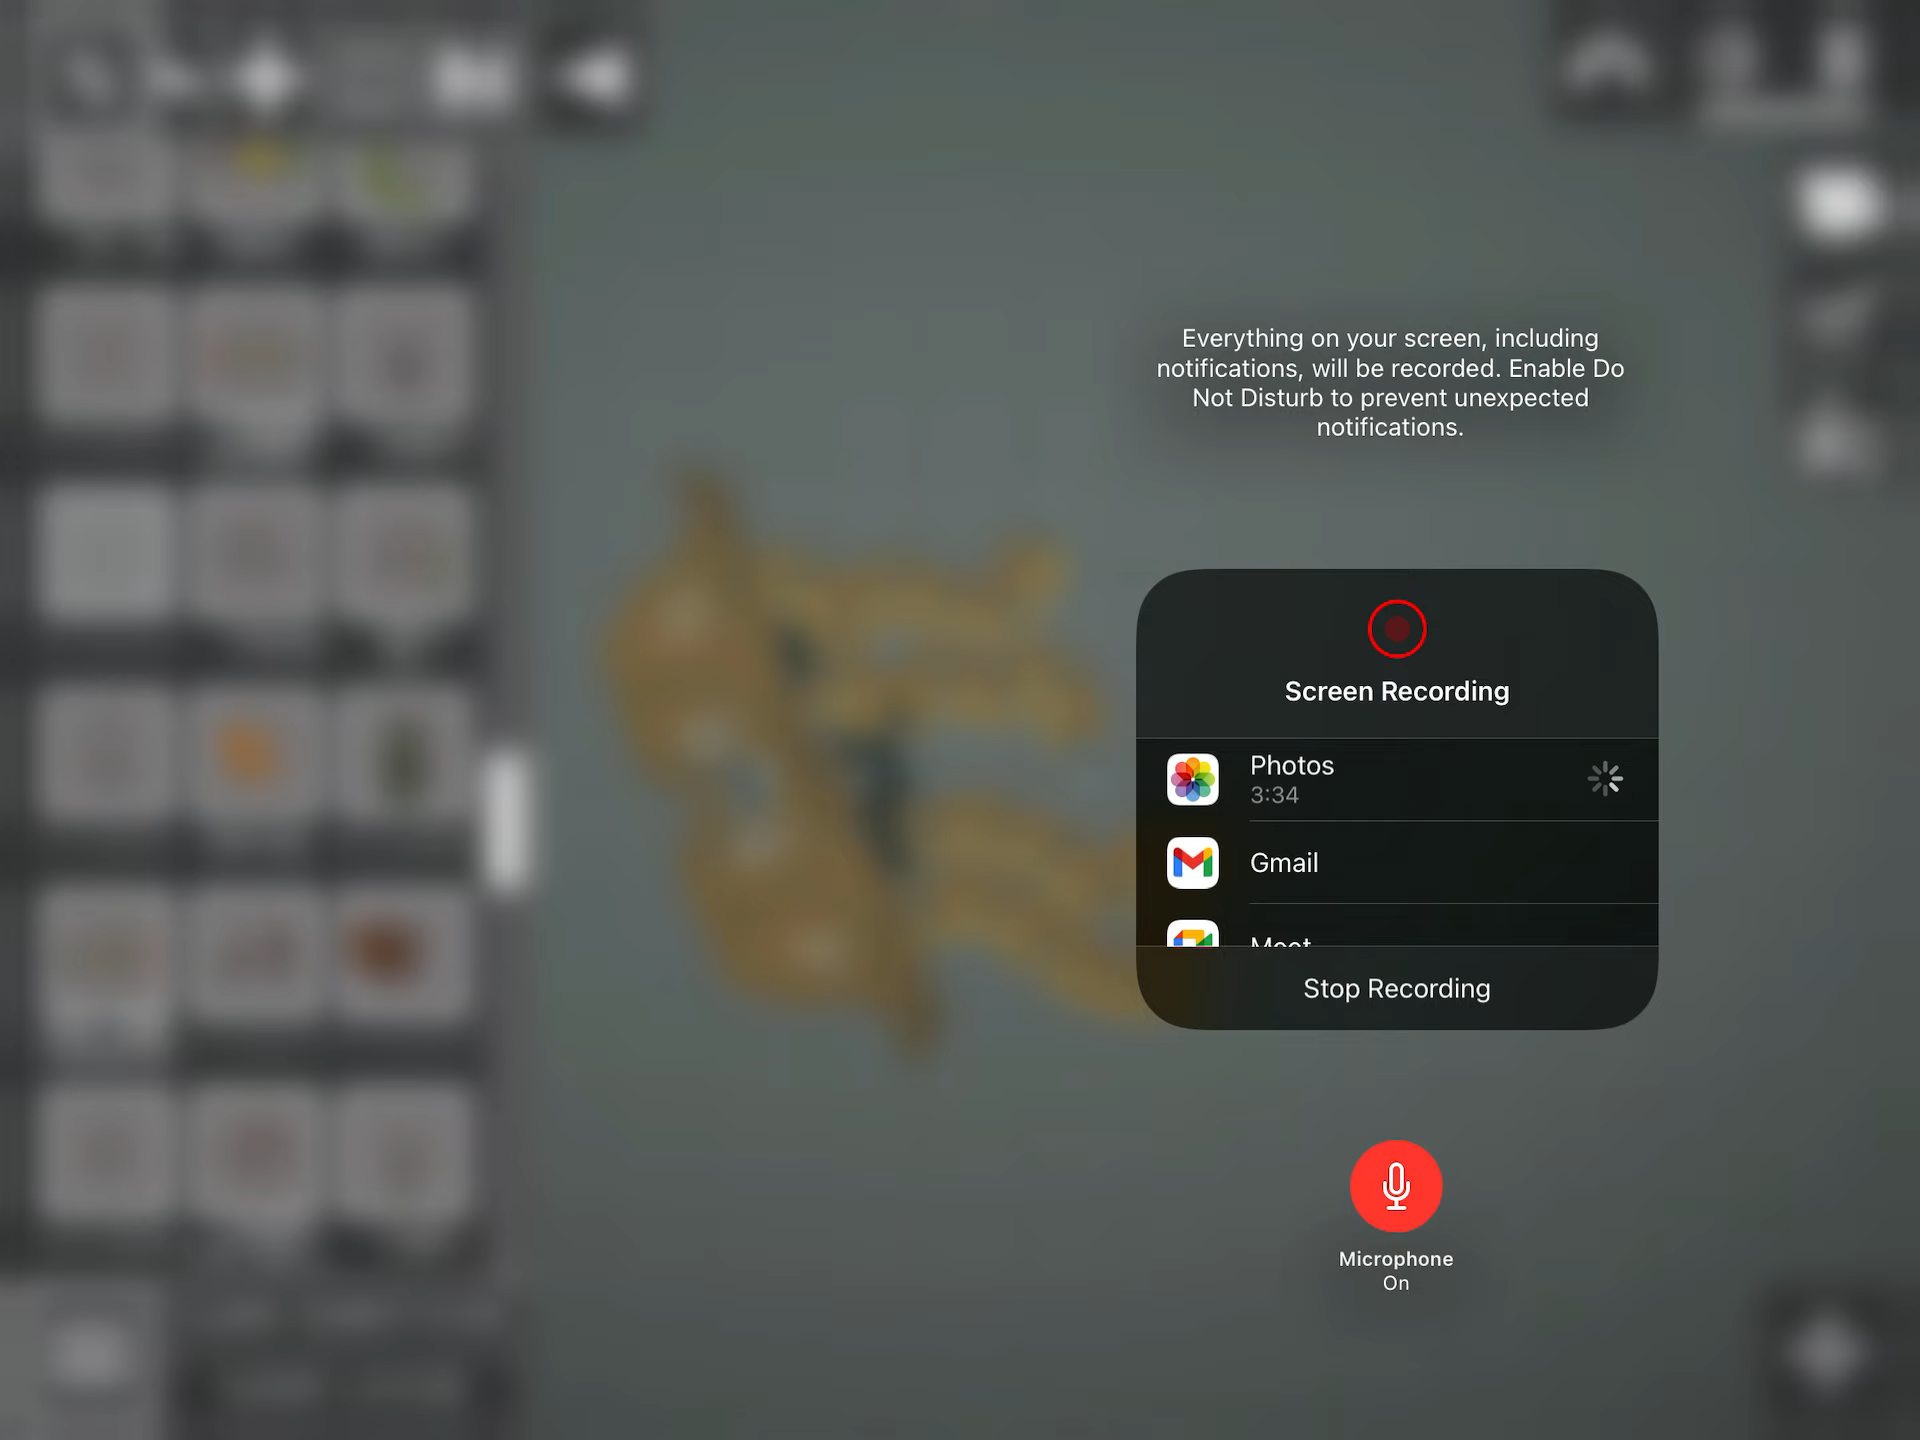 Everything on your screen, including
notifications, will be recorded. Enable Do
Not Disturb to prevent unexpected
notifications.
Screen Recording
Photos
3:34
Gmail
Meet
Stop Recording
Microphone
On